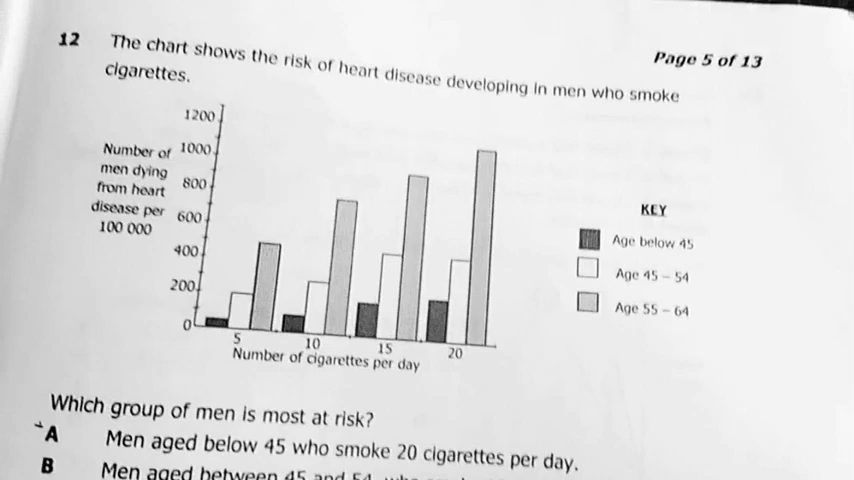 Page 5 of 13
12 The chart shows the risk of heart disease developing in men who smoke
cigarettes.
1200
1000
800
600
400
200
0
Number of
men dying
from heart
disease per
100 000
5 10 15 20
Number of cigarettes per day
KEY
Age below 45
Age 45 – 54
Age 55 – 64
Which group of men is most at risk?
A Men aged below 45 who smoke 20 cigarettes per day.
B Men aged between 45 and 54, who